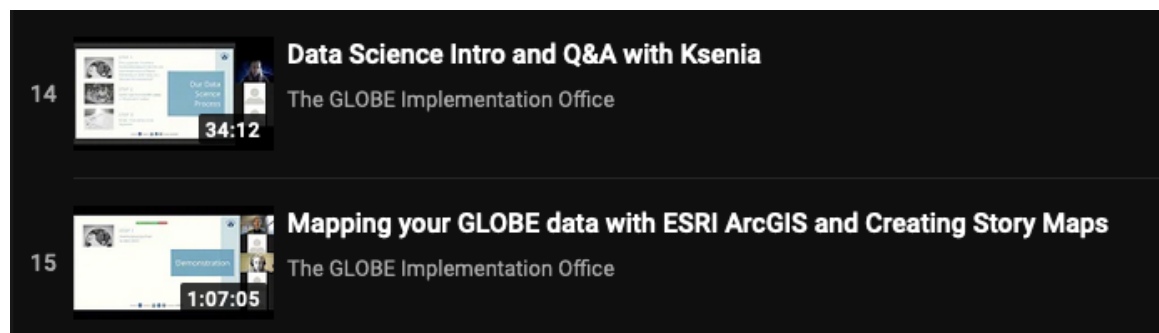 14
Data Science Intro and Q&A with Ksenia
The GLOBE Implementation Office
Our Data
Science
Process
34:12
15
Mapping your GLOBE data with ESRI ArcGIS and Creating Story Maps
The GLOBE Implementation Office
Demonstration
1:07:05